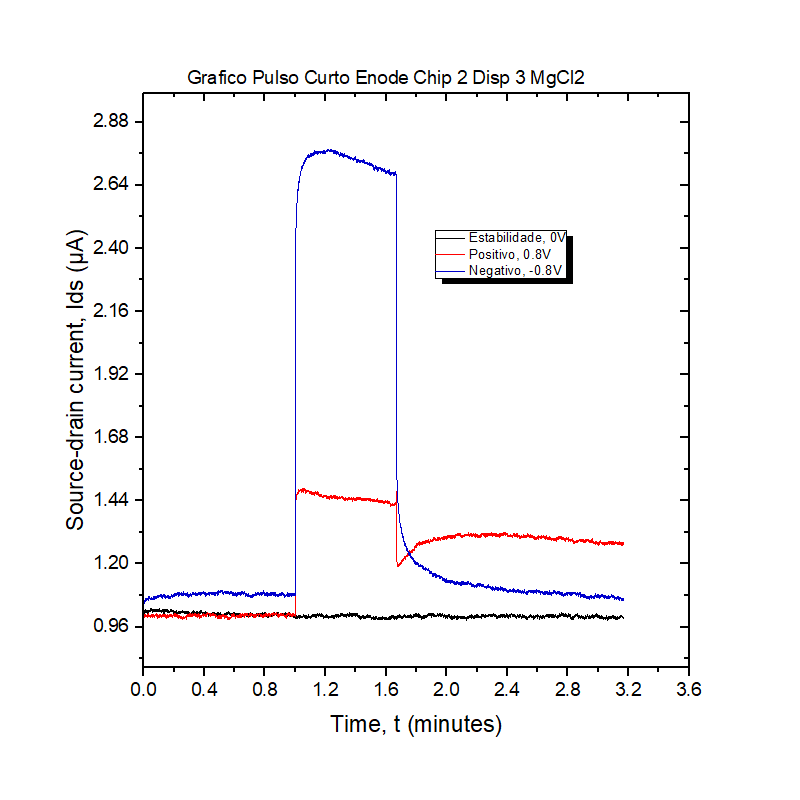 Grafico Pulso Curto Enode Chip 2 Disp 3 MgCl2
2.88
2.64
2.40
2.16
1.92
1.68
1.44
1.20
0.96
Source-drain current, Ids (µA)
Estabilidade, 0V
Positivo, 0.8V
Negativo, -0.8V
0.0 0.4 0.8 1.2 1.6 2.0 2.4 2.8 3.2 3.6
Time, t (minutes)